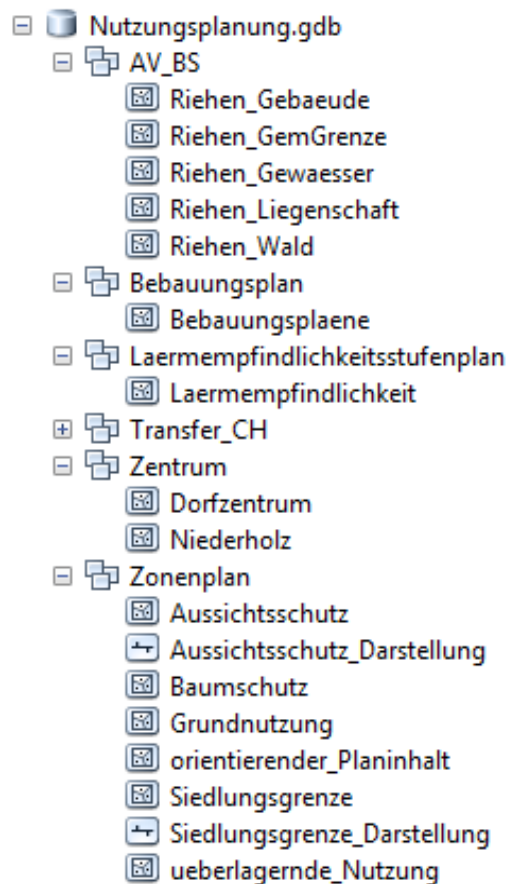 Nutzungsplanung.gdb
AV_BS
Riehen_Gebaeude
Riehen_GemGrenze
Riehen_Gewaesser
Riehen_Liegenschaft
Riehen_Wald
Bebauungsplan
Bebauungsplaene
Laermempfindlichkeitsstufenplan
Laermempfindlichkeit
Transfer_CH
Zentrum
Dorfzentrum
Niederholz
Zonenplan
Aussichtsschutz
Aussichtsschutz_Darstellung
Baumschutz
Grundnutzung
orientierender_Planinhalt
Siedlungsgrenze
Siedlungsgrenze_Darstellung
ueberlagernde_Nutzung